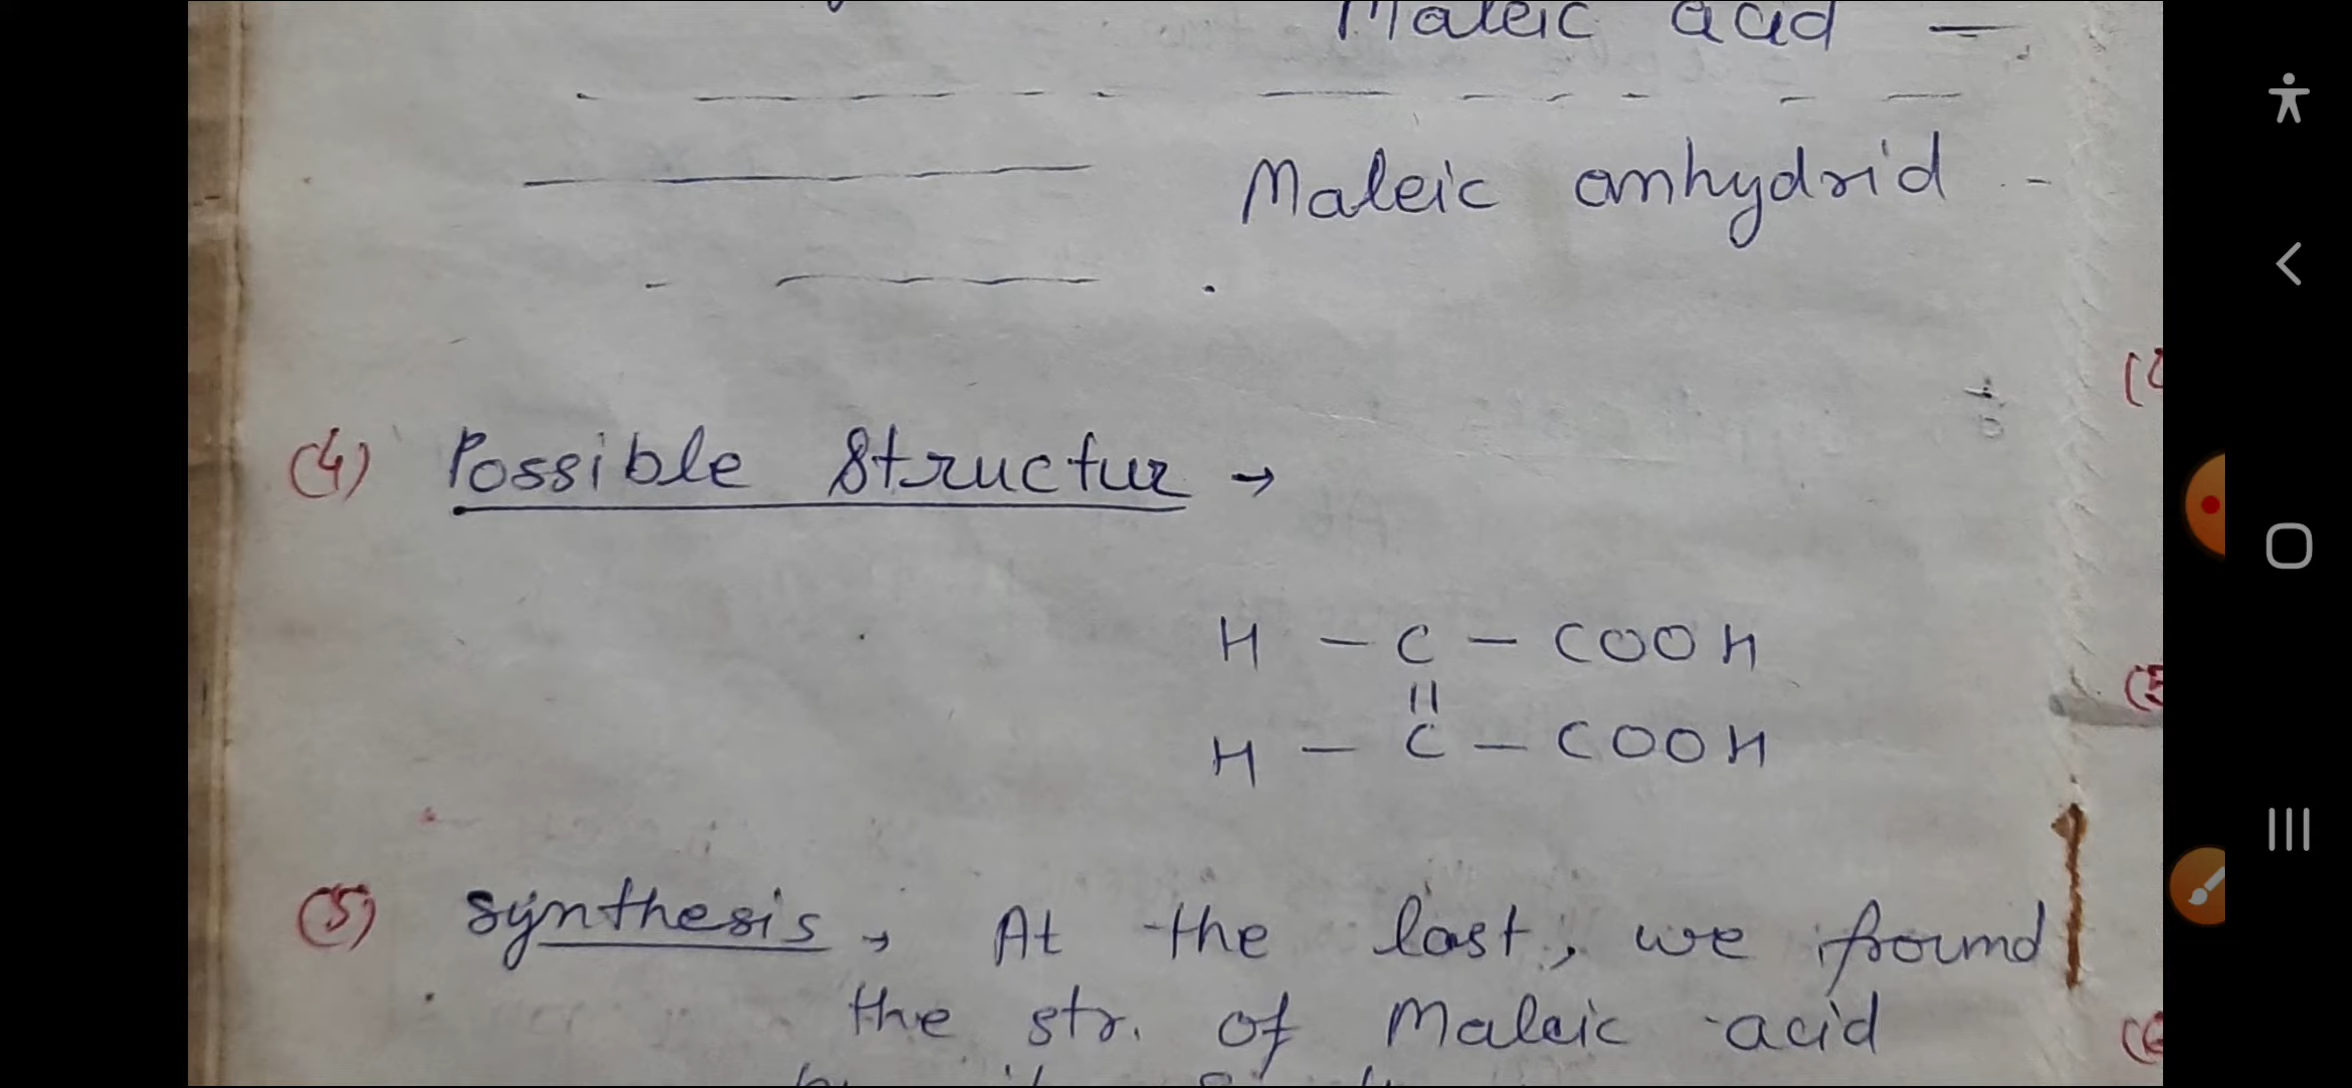 Maleic acid —
Maleic anhydrid -
(4) Possible Structur →
H - C - COOH
||
H - C - COOH
(5) synthesis → At the last, we found
the str. of Maleic acid